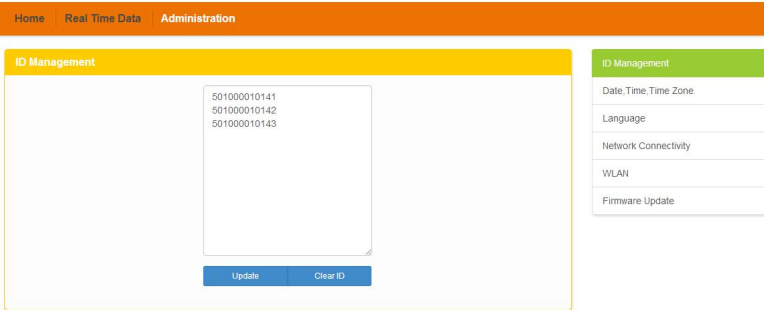 Home Real Time Data Administration
ID Management
501000010141
501000010142
501000010143
Update Clear ID
ID Management
Date,Time,Time Zone
Language
Network Connectivity
WLAN
Firmware Update